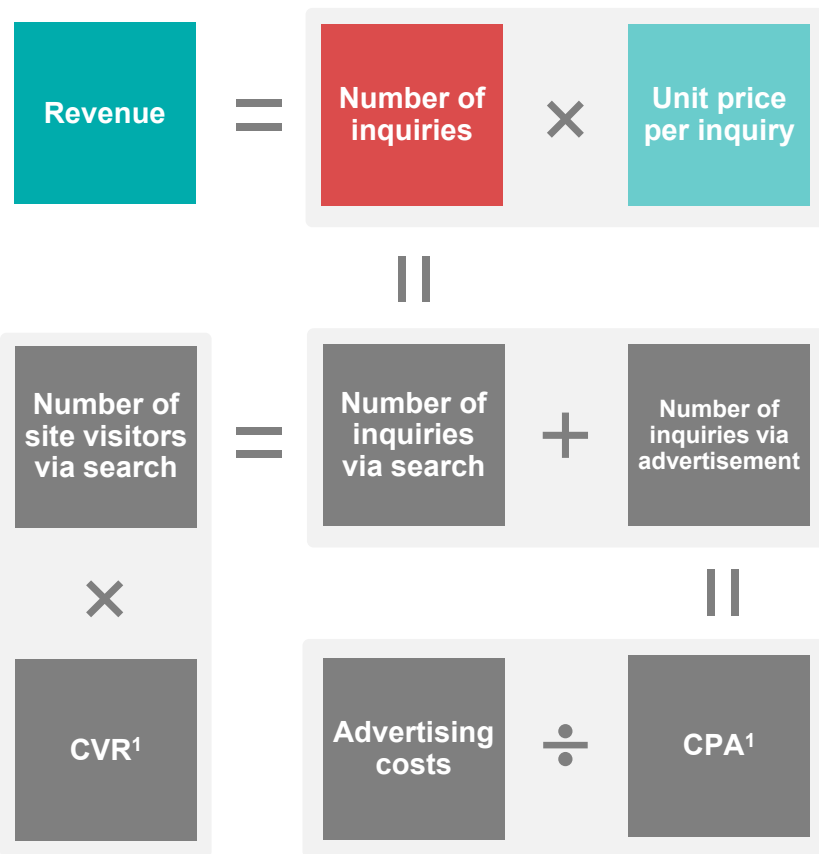 Revenue
=
Number of
inquiries
×
Unit price
per inquiry
=
Number of
site visitors
via search
=
Number of
inquiries
via search
+
Number of
inquiries via
advertisement
×
=
CVR¹
Advertising
costs
÷
CPA¹